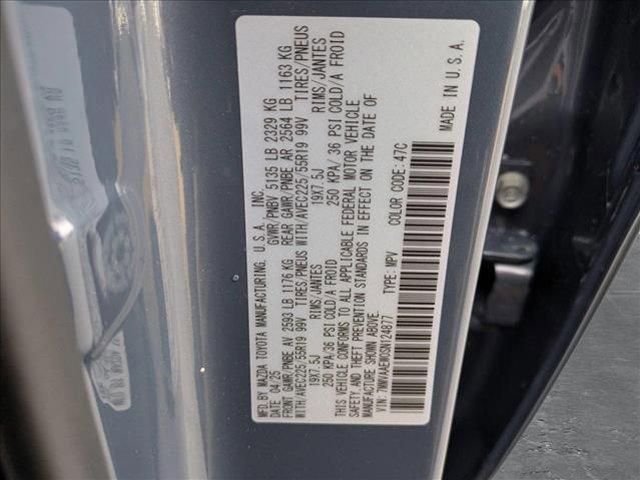 MFD. BY MAZDA TOYOTA MANUFACTURING, U.S.A., INC.
DATE 04/25 GVWR/PNBV 5135 LB 2329 KG
FRONT GAWR/PNBE AV 2593 LB 1176 KG REAR GAWR/PNBE AR 2564 LB 1163 KG
WITH/AVEC225/55R19 99V TIRES/PNEUS WITH/AVEC225/55R19 99V TIRES/PNEUS
19X7.5J RIMS/JANTES 19X7.5J RIMS/JANTES
250 KPA/36 PSI COLD/A FROID 250 KPA/ 36 PSI COLD/A FROID
THIS VEHICLE CONFORMS TO ALL APPLICABLE FEDERAL MOTOR VEHICLE
SAFETY, AND THEFT PREVENTION STANDARDS IN EFFECT ON THE DATE OF
MANUFACTURE SHOWN ABOVE.
VIN: 7MMVAAEW3SN124877 TYPE: MPV COLOR CODE: 47C
MADE IN U.S.A.